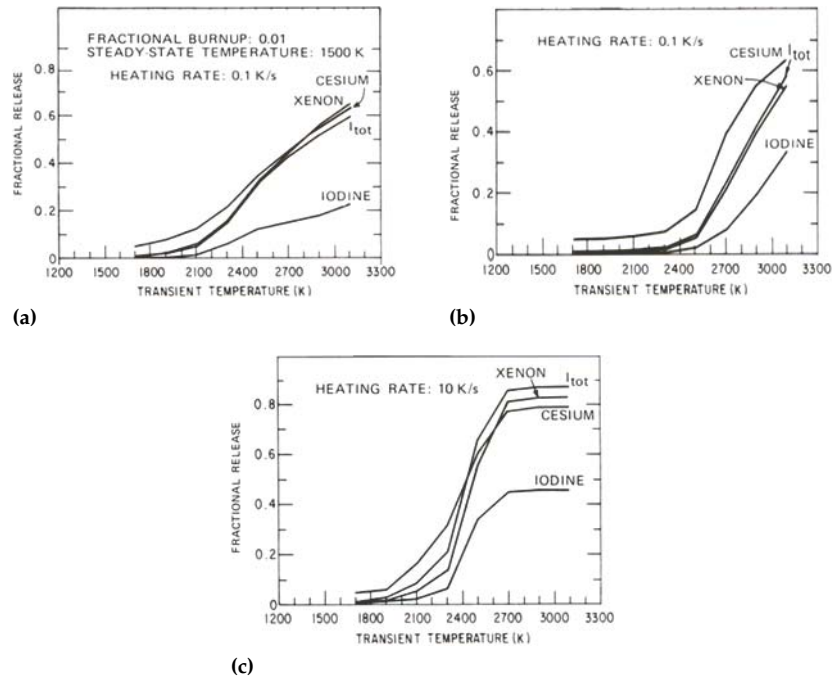 FRACTIONAL BURNUP: 0.01
STEADY-STATE TEMPERATURE: 1500 K
HEATING RATE: 0.1 K/s
CESIUM
XENON
I tot
IODINE
FRACTIONAL RELEASE
0.8
0.6
0.4
0.2
0
1200 1500 1800 2100 2400 2700 3000 3300
TRANSIENT TEMPERATURE (K)
(a)
HEATING RATE: 0.1 K/s
CESIUM I tot
XENON
IODINE
FRACTIONAL RELEASE
0.6
0.4
0.2
0
1200 1500 1800 2100 2400 2700 3000 3300
TRANSIENT TEMPERATURE (K)
(b)
HEATING RATE: 10 K/s
XENON I tot
CESIUM
IODINE
FRACTIONAL RELEASE
0.8
0.6
0.4
0.2
0
1200 1500 1800 2100 2400 2700 3000 3300
TRANSIENT TEMPERATURE (K)
(c)